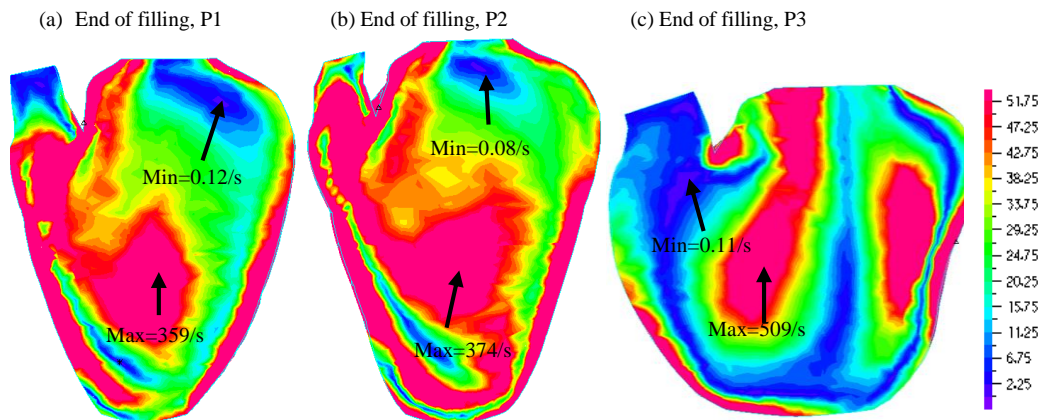 (a) End of filling, P1
(b) End of filling, P2
(c) End of filling, P3
Min=0.12/s
Min=0.08/s
Min=0.11/s
Max=359/s
Max=374/s
Max=509/s
51.75
47.25
42.75
38.25
33.75
29.25
24.75
20.25
15.75
11.25
6.75
2.25